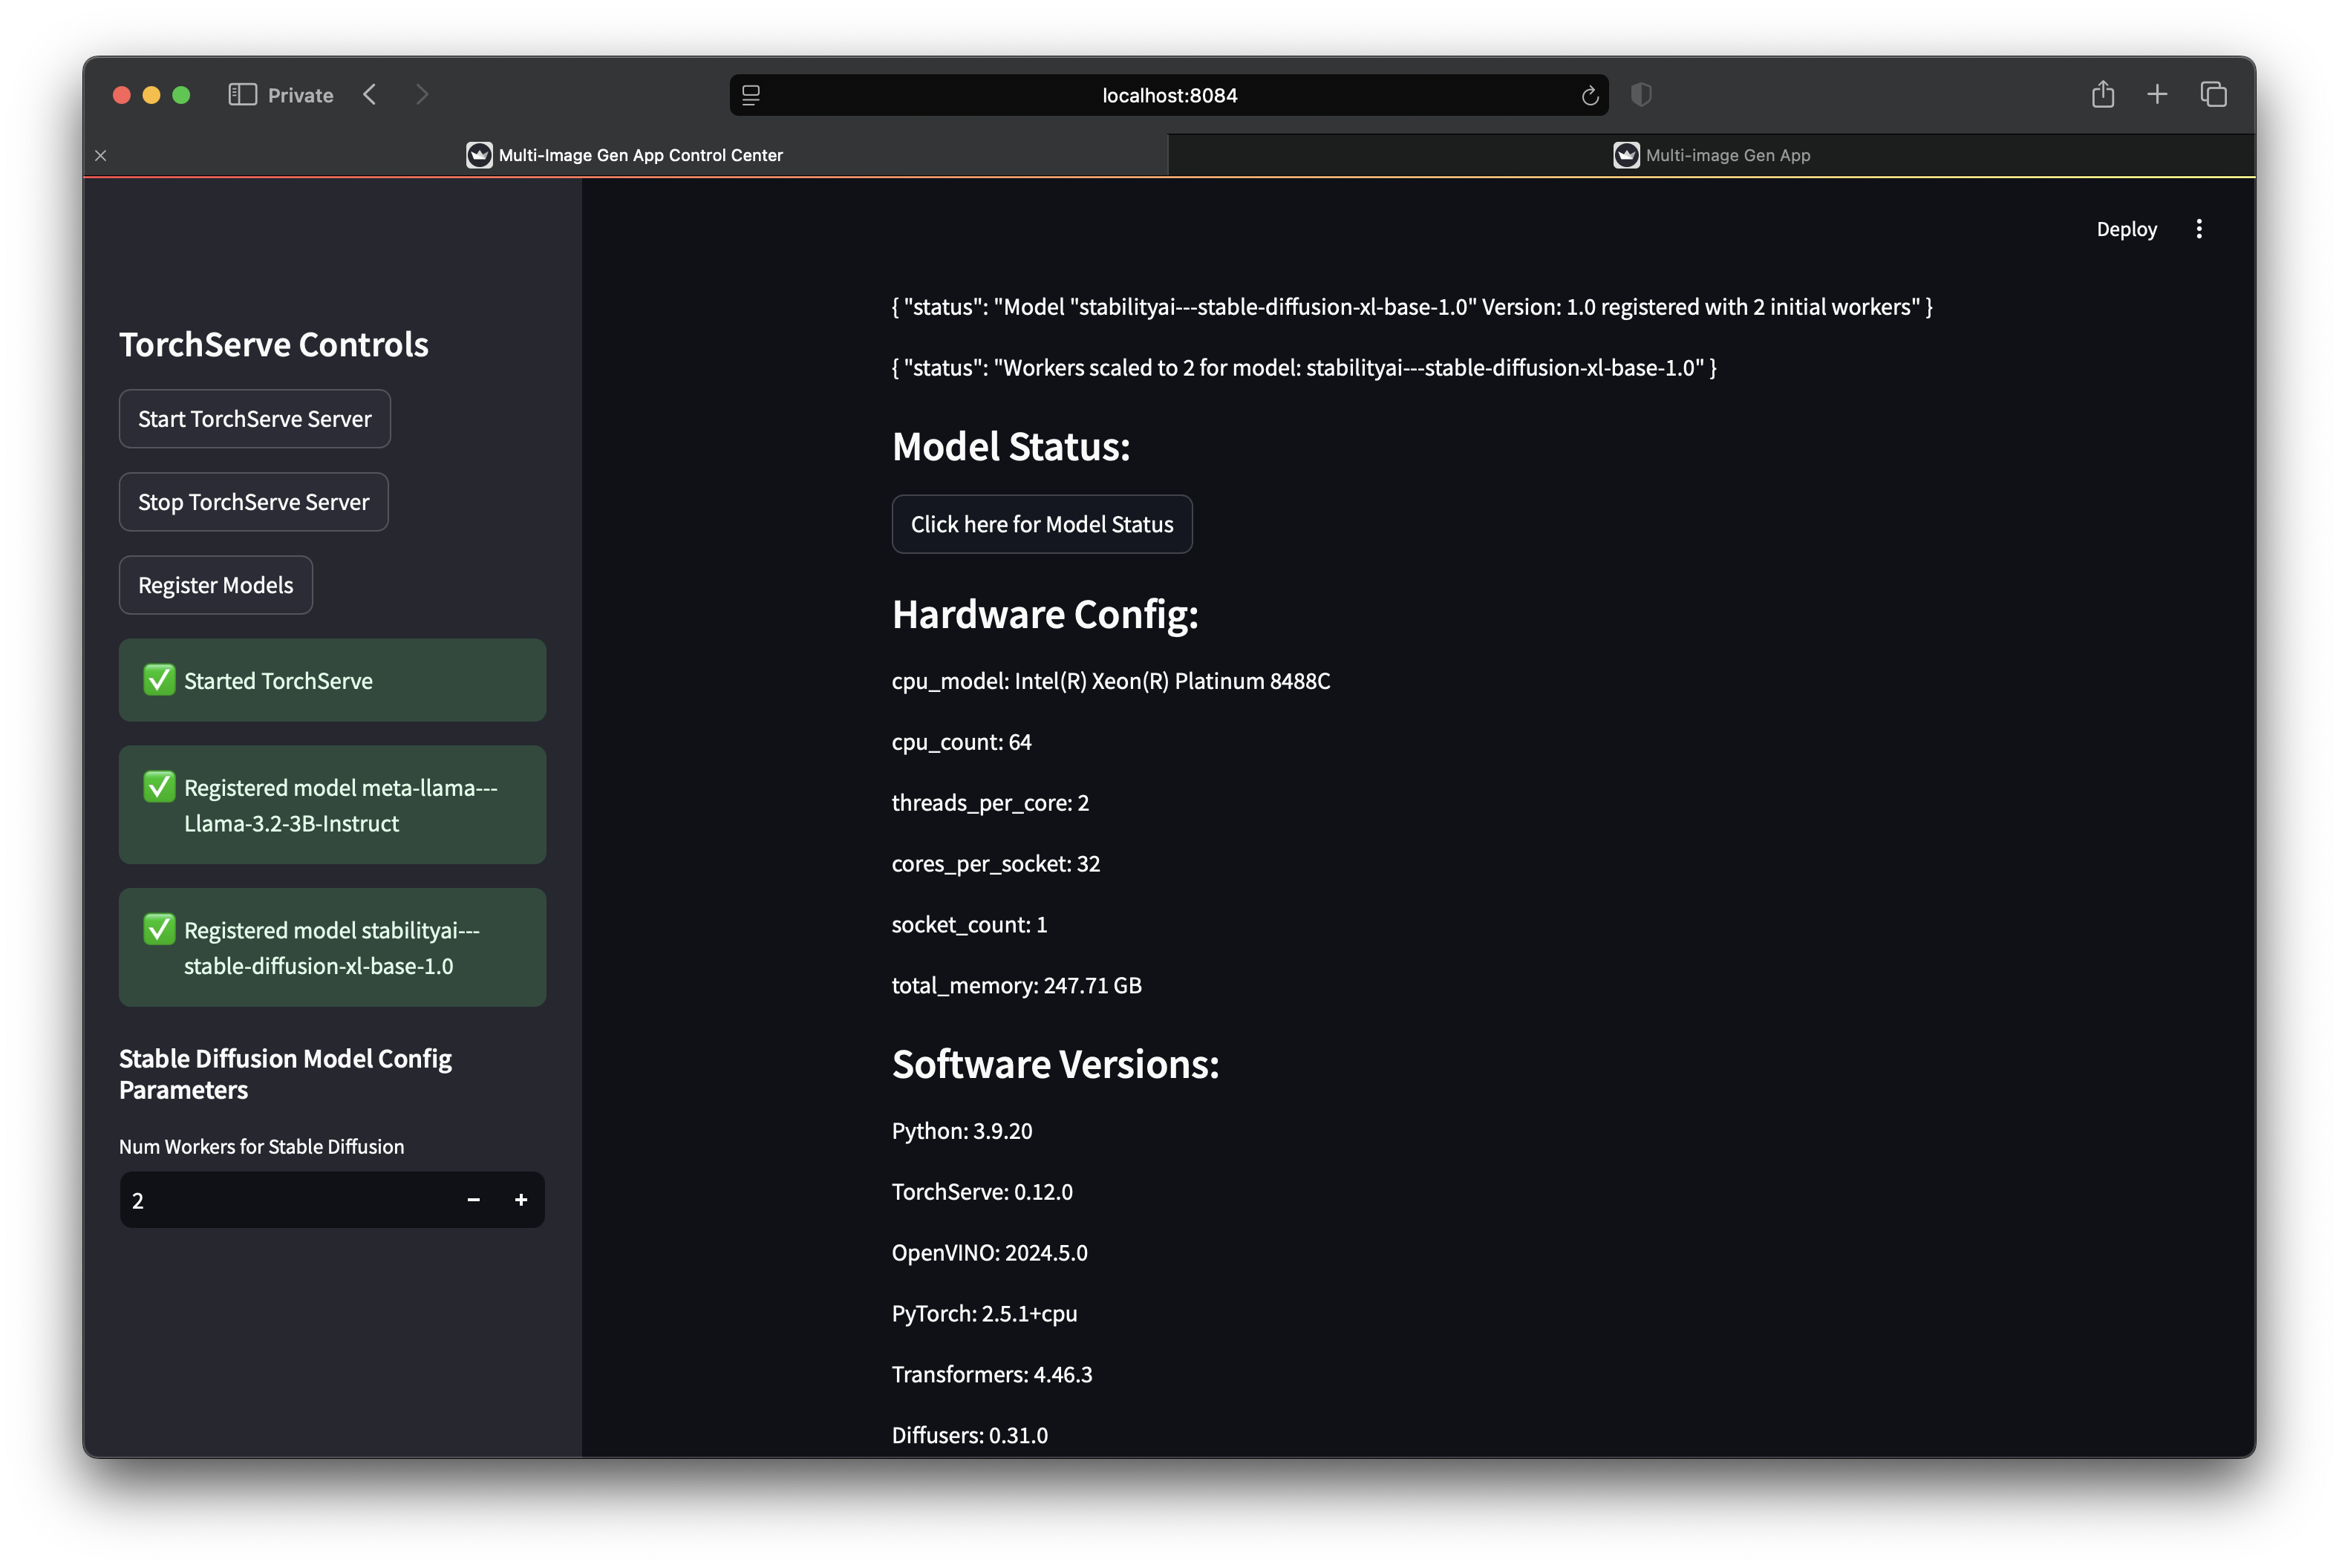 Private
localhost:8084
Multi-Image Gen App Control Center
Multi-image Gen App
Deploy
TorchServe Controls
Start TorchServe Server
Stop TorchServe Server
Register Models
Started TorchServe
Registered model meta-llama---
Llama-3.2-3B-Instruct
Registered model stabilityai---
stable-diffusion-xl-base-1.0
Stable Diffusion Model Config
Parameters
Num Workers for Stable Diffusion
2
{ "status": "Model "stabilityai---stable-diffusion-xl-base-1.0" Version: 1.0 registered with 2 initial workers" }
{ "status": "Workers scaled to 2 for model: stabilityai---stable-diffusion-xl-base-1.0" }
Model Status:
Click here for Model Status
Hardware Config:
cpu_model: Intel(R) Xeon(R) Platinum 8488C
cpu_count: 64
threads_per_core: 2
cores_per_socket: 32
socket_count: 1
total_memory: 247.71 GB
Software Versions:
Python: 3.9.20
TorchServe: 0.12.0
OpenVINO: 2024.5.0
PyTorch: 2.5.1+cpu
Transformers: 4.46.3
Diffusers: 0.31.0